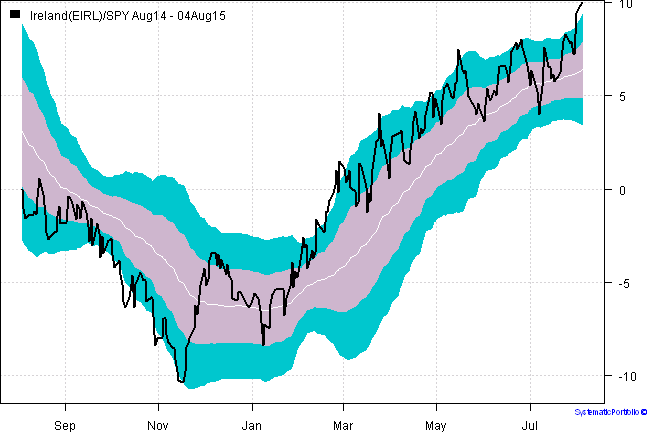 Ireland(EIRL)/SPY Aug14 - 04Aug15
10
5
0
-5
-10
Sep Nov Jan Mar May Jul
SystematicPortfolio ©